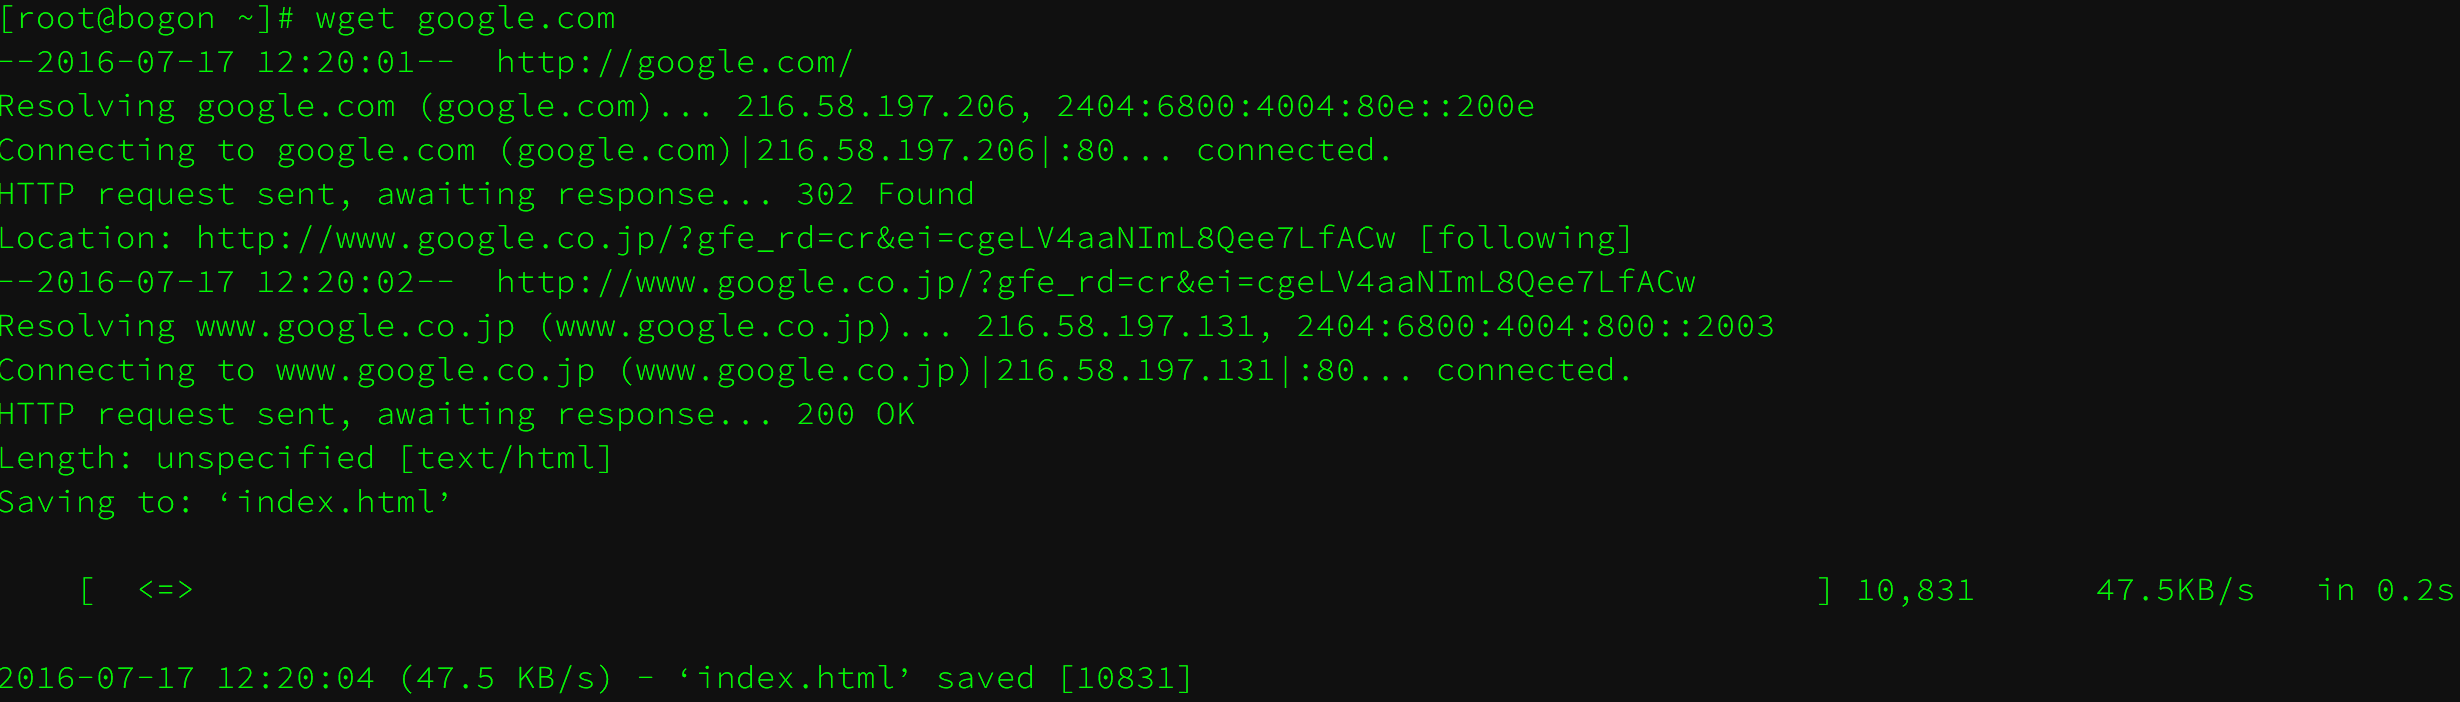 [root@bogon ~]# wget google.com
--2016-07-17 12:20:01--  http://google.com/
Resolving google.com (google.com)... 216.58.197.206, 2404:6800:4004:80e::200e
Connecting to google.com (google.com)|216.58.197.206|:80... connected.
HTTP request sent, awaiting response... 302 Found
Location: http://www.google.co.jp/?gfe_rd=cr&ei=cgeLV4aaNImL8Qee7LfACw [following]
--2016-07-17 12:20:02--  http://www.google.co.jp/?gfe_rd=cr&ei=cgeLV4aaNImL8Qee7LfACw
Resolving www.google.co.jp (www.google.co.jp)... 216.58.197.131, 2404:6800:4004:800::2003
Connecting to www.google.co.jp (www.google.co.jp)|216.58.197.131|:80... connected.
HTTP request sent, awaiting response... 200 OK
Length: unspecified [text/html]
Saving to: ‘index.html’
[  <=>                                                                                 ] 10,831      47.5KB/s   in 0.2s
2016-07-17 12:20:04 (47.5 KB/s) - ‘index.html’ saved [10831]